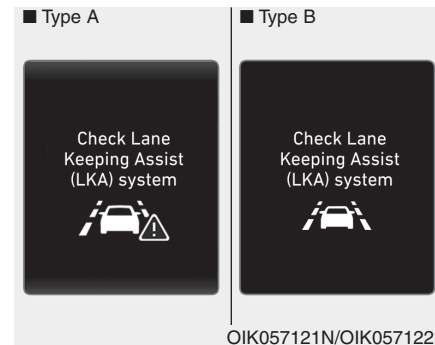 ■ Type A
■ Type B
Check Lane
Keeping Assist
(LKA) system
Check Lane
Keeping Assist
(LKA) system
OIK057121N/OIK057122